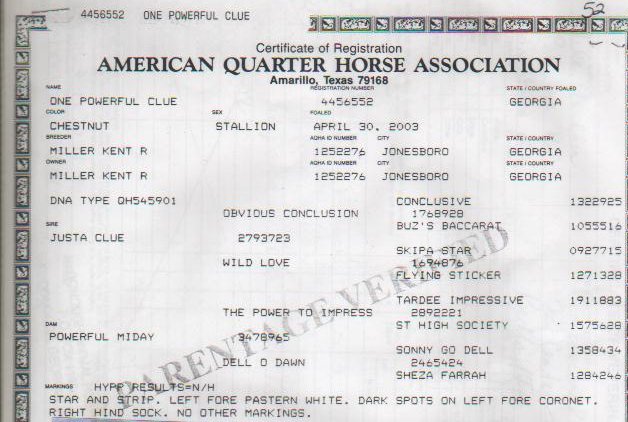 4456552 ONE POWERFUL CLUE
52
Certificate of Registration
AMERICAN QUARTER HORSE ASSOCIATION
Amarillo, Texas 79168
NAME REGISTRATION NUMBER STATE / COUNTRY FOALED
ONE POWERFUL CLUE 4456552 GEORGIA
COLOR SEX FOALED
CHESTNUT STALLION APRIL 30, 2003
BREEDER AQHA ID NUMBER CITY STATE / COUNTRY
MILLER KENT R 1252276 JONESBORO GEORGIA
OWNER AQHA ID NUMBER CITY STATE / COUNTRY
MILLER KENT R 1252276 JONESBORO GEORGIA
DNA TYPE QH545901 CONCLUSIVE 1322925
OBVIOUS CONCLUSION 1768928
SIRE BUZ'S BACCARAT 1055516
JUSTA CLUE 2793723
SKIPA STAR 0927715
WILD LOVE 1694876
FLYING STICKER 1271328
TARDEE IMPRESSIVE 1911883
THE POWER TO IMPRESS 2892221
DAM ST HIGH SOCIETY 1575628
POWERFUL MIDAY 3478965
SONNY GO DELL 1358434
DELL O DAWN 2465424
SHEZA FARRAH 1284246
PARENTAGE VERIFIED
MARKINGS HYPP RESULTS=N/H
STAR AND STRIP. LEFT FORE PASTERN WHITE. DARK SPOTS ON LEFT FORE CORONET.
RIGHT HIND SOCK. NO OTHER MARKINGS.